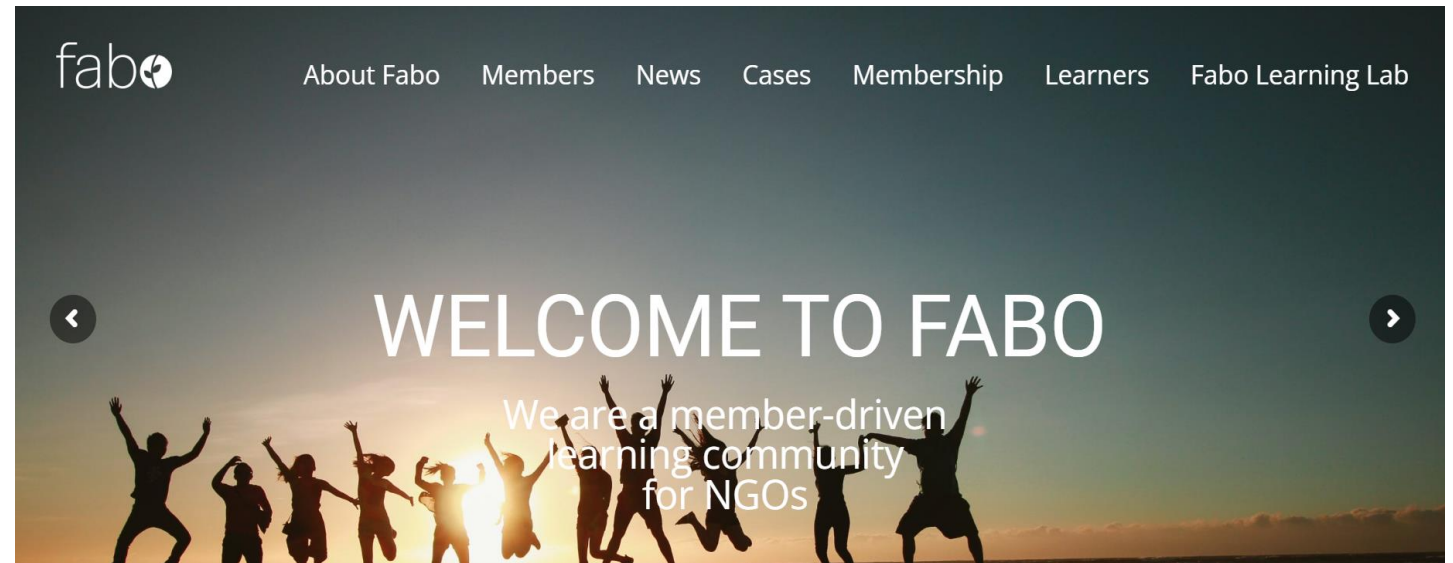 fabo
About Fabo Members News Cases Membership Learners Fabo Learning Lab
WELCOME TO FABO
We are a member-driven
learning community
for NGOs